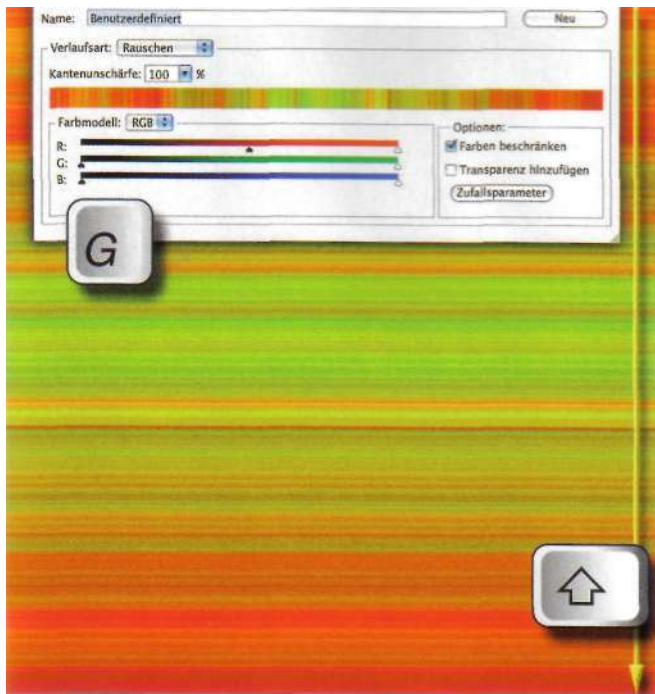 Name: Benutzerdefiniert Neu
Verlaufsart: Rauschen
Kantenunschärfe: 100 %
Farbmodell: RGB
Optionen:
R:
Farben beschränken
G:
Transparenz hinzufügen
B:
Zufallsparameter
G